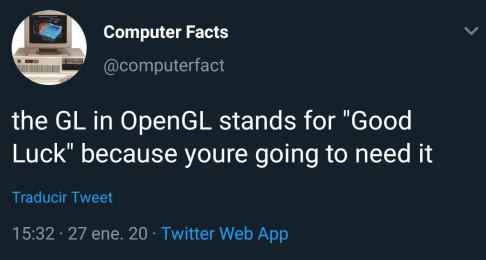 Computer Facts
@computerfact
the GL in OpenGL stands for "Good
Luck" because youre going to need it
Traducir Tweet
15:32 · 27 ene. 20 · Twitter Web App